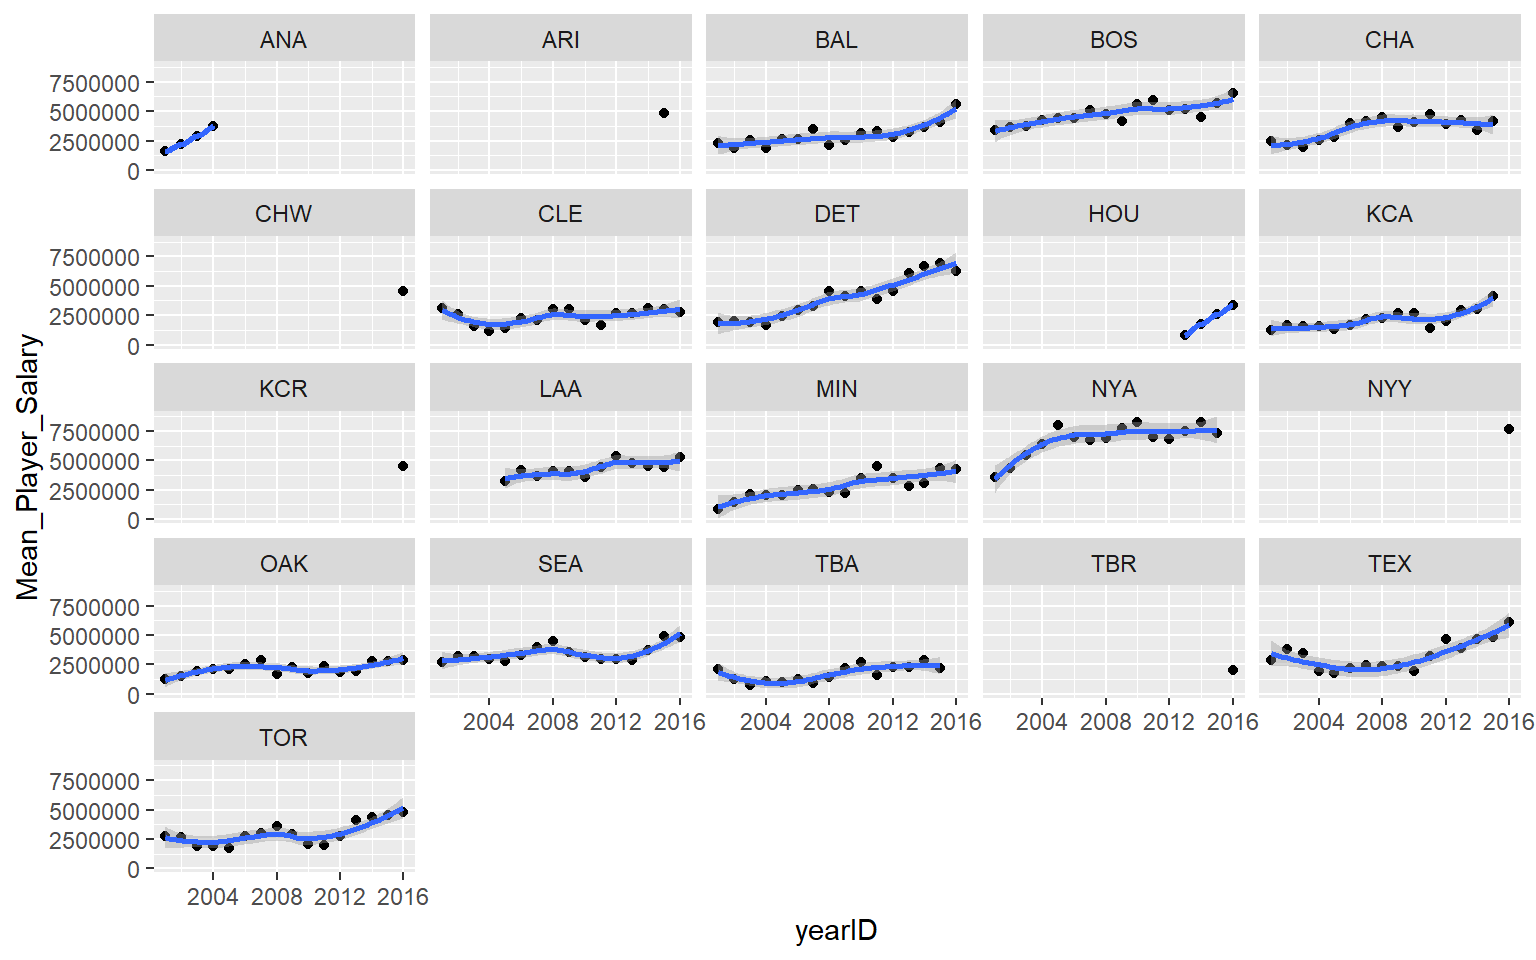 ANA ARI BAL BOS CHA
7500000
5000000
2500000
0
CHW CLE DET HOU KCA
7500000
5000000
2500000
0
KCR LAA MIN NYA NYY
7500000
5000000
2500000
0
OAK SEA TBA TBR TEX
7500000
5000000
2500000
0
2004 2008 2012 2016 2004 2008 2012 2016 2004 2008 2012 2016 2004 2008 2012 2016
TOR
7500000
5000000
2500000
0
2004 2008 2012 2016
Mean_Player_Salary
yearID